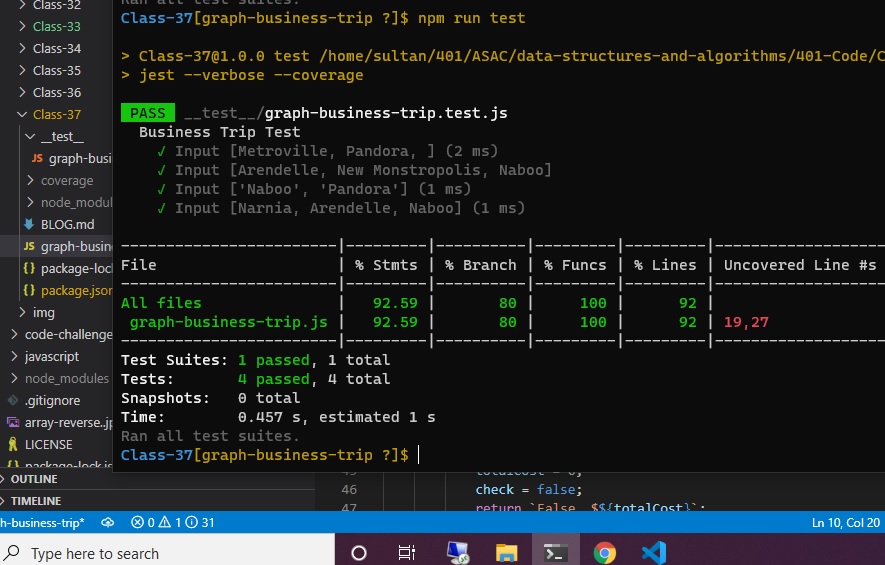 Class-32
Class-33
Class-34
Class-35
Class-36
Class-37
__test__
JS graph-busi
coverage
node_modul
BLOG.md
JS graph-busin
{} package-loc
{} package.json
img
code-challenge
javascript
node_modules
.gitignore
array-reverse..jp
LICENSE
{} package-lock.js
OUTLINE
TIMELINE
Ran all test suites.
Class-37[graph-business-trip ?]$ npm run test
> Class-37@1.0.0 test /home/sultan/401/ASAC/data-structures-and-algorithms/401-Code/C
> jest --verbose --coverage
PASS __test__/graph-business-trip.test.js
Business Trip Test
✓ Input [Metroville, Pandora, ] (2 ms)
✓ Input [Arendelle, New Monstropolis, Naboo]
✓ Input ['Naboo', 'Pandora'] (1 ms)
✓ Input [Narnia, Arendelle, Naboo] (1 ms)
File | % Stmts | % Branch | % Funcs | % Lines | Uncovered Line #s
All files | 92.59 | 80 | 100 | 92 |
graph-business-trip.js | 92.59 | 80 | 100 | 92 | 19,27
Test Suites: 1 passed, 1 total
Tests: 4 passed, 4 total
Snapshots: 0 total
Time: 0.457 s, estimated 1 s
Ran all test suites.
Class-37[graph-business-trip ?]$
45 totalCost = 0;
46 check = false;
47 return `False, $${totalCost}`;
h-business-trip* 0 1 31 Ln 10, Col 20
Type here to search